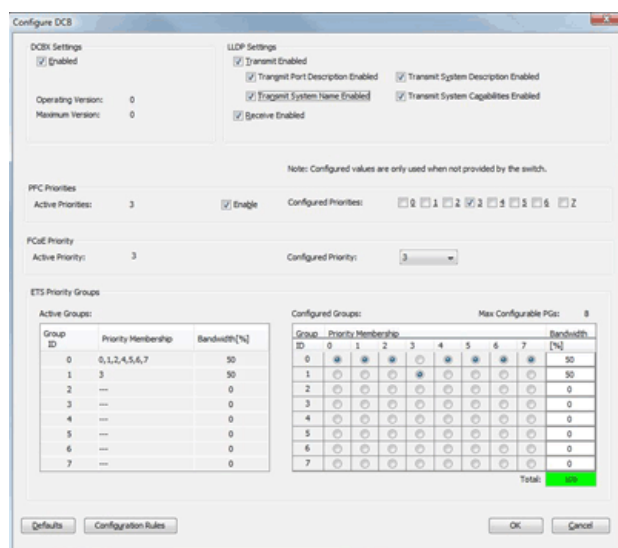 Configure DCB
DCBX Settings
Enabled
Operating Version: 0
Maximum Version: 0
LLDP Settings
Transmit Enabled
Transmit Port Description Enabled
Transmit System Description Enabled
Transmit System Name Enabled
Transmit System Capabilities Enabled
Receive Enabled
Note: Configured values are only used when not provided by the switch.
PFC Priorities
Active Priorities: 3
Enable
Configured Priorities: 0 1 2 3 4 5 6 7
FCoE Priority
Active Priority: 3
Configured Priority: 3
ETS Priority Groups
Active Groups:
Group ID Priority Membership Bandwidth[%]
0 0,1,2,4,5,6,7 50
1 3 50
2 --- 0
3 --- 0
4 --- 0
5 --- 0
6 --- 0
7 --- 0
Configured Groups: Max Configurable PGs: 8
Group Priority Membership Bandwidth
ID 0 1 2 3 4 5 6 7 [%]
0 50
1 50
2 0
3 0
4 0
5 0
6 0
7 0
Total: 100
Defaults
Configuration Rules
OK
Cancel